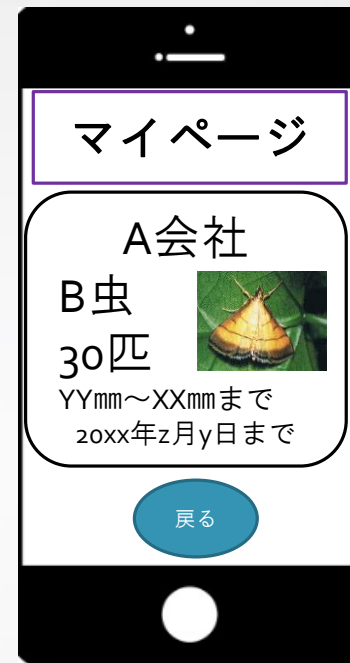 マイページ
A会社
B虫
30匹
YY㎜～XX㎜まで
20xx年z月y日まで
戻る